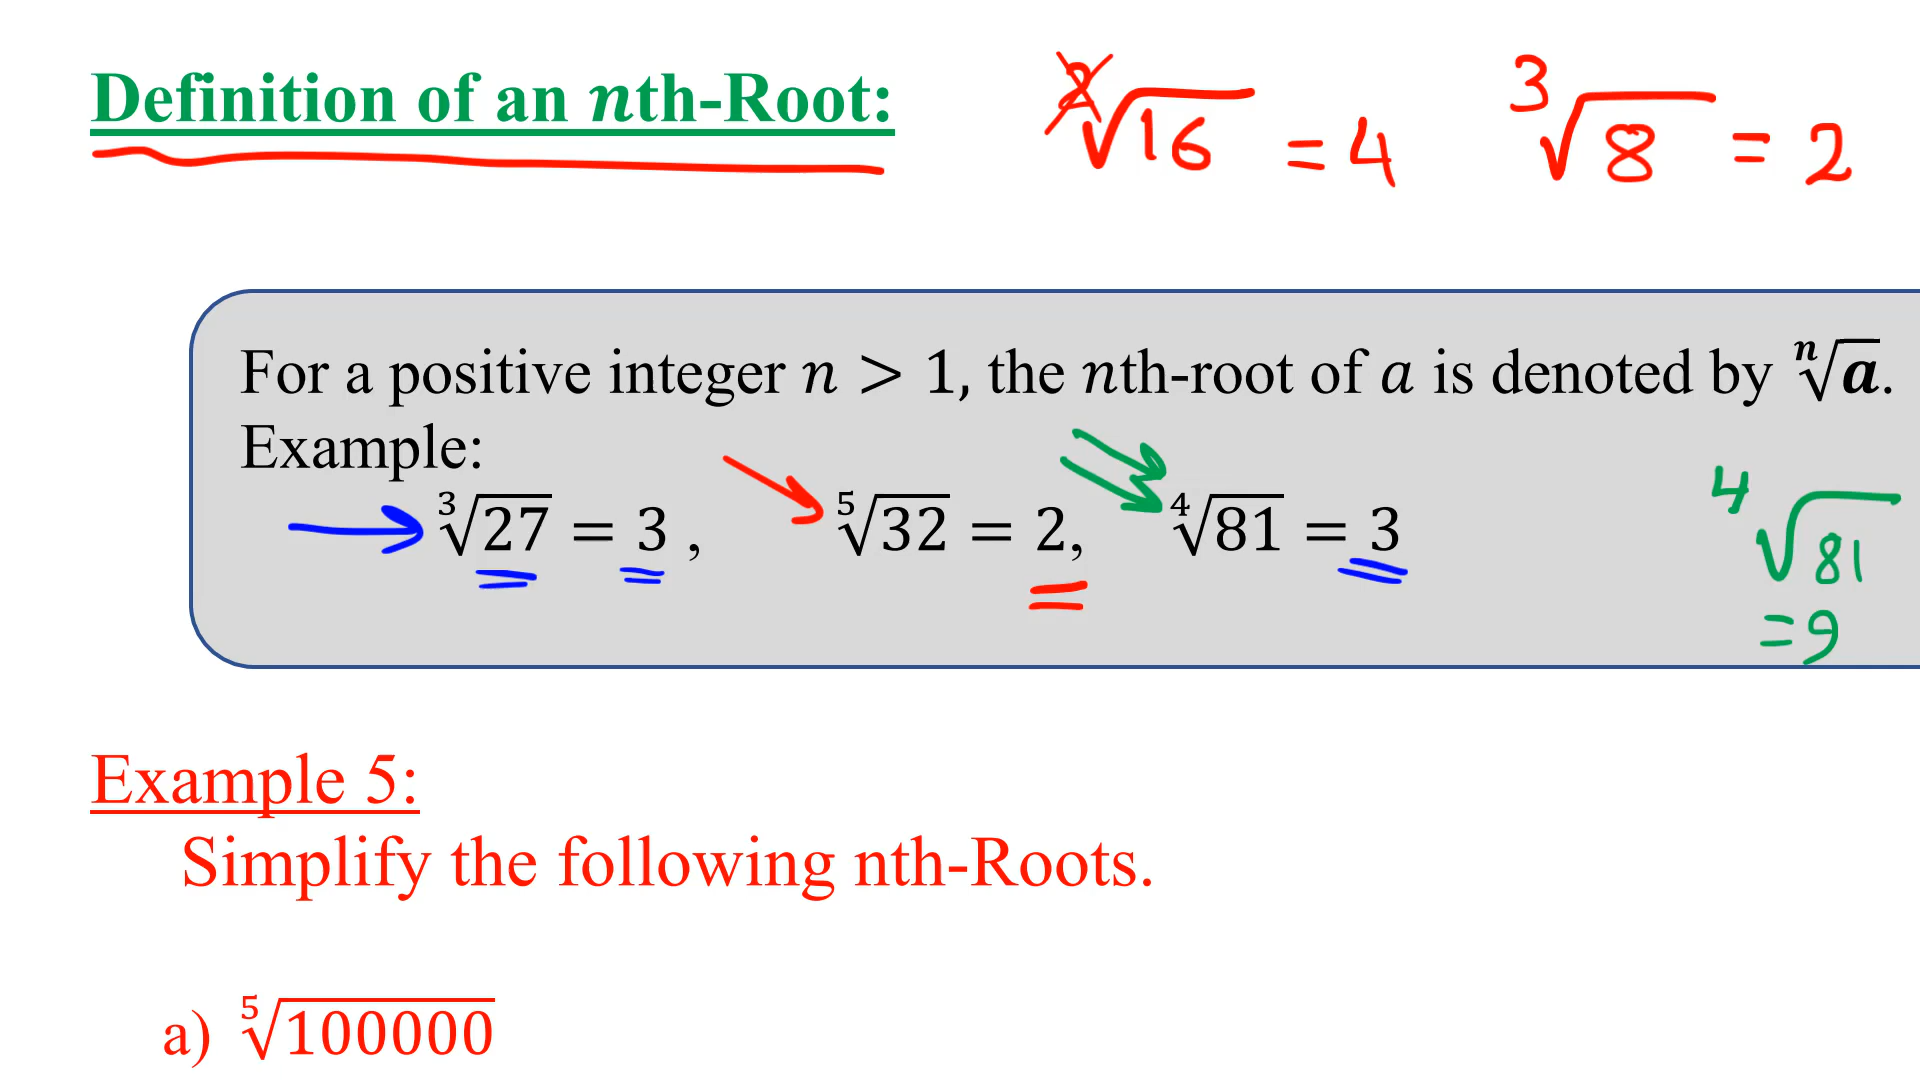 Definition of an nth-Root:
²√16 = 4
³√8 = 2
For a positive integer n > 1, the nth-root of a is denoted by ⁿ√a.
Example:
³√27 = 3 , ⁵√32 = 2, ⁴√81 = 3
⁴√81
=9
Example 5:
Simplify the following nth-Roots.
a) ⁵√100000